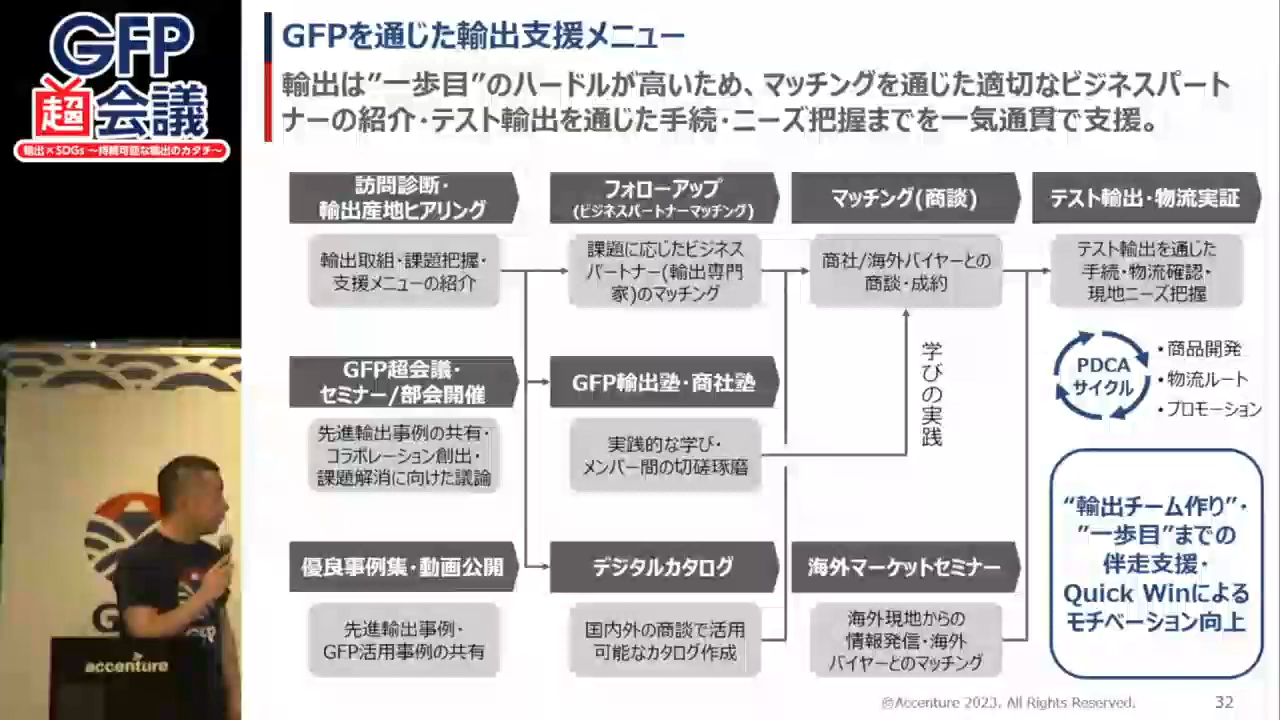 GFP
超会議
輸出×SDGs ～持続可能な輸出のカタチ～
GFPを通じた輸出支援メニュー
輸出は"一歩目"のハードルが高いため、マッチングを通じた適切なビジネスパート
ナーの紹介・テスト輸出を通じた手続・ニーズ把握までを一気通貫で支援。
訪問診断・
輸出産地ヒアリング
輸出取組・課題把握・
支援メニューの紹介
フォローアップ
(ビジネスパートナーマッチング)
課題に応じたビジネス
パートナー(輸出専門
家)のマッチング
マッチング(商談)
商社/海外バイヤーとの
商談・成約
テスト輸出・物流実証
テスト輸出を通じた
手続・物流確認・
現地ニーズ把握
GFP超会議・
セミナー/部会開催
先進輸出事例の共有・
コラボレーション創出・
課題解消に向けた議論
GFP輸出塾・商社塾
実践的な学び・
メンバー間の切磋琢磨
学びの実践
PDCA
サイクル
・商品開発
・物流ルート
・プロモーション
優良事例集・動画公開
先進輸出事例・
GFP活用事例の共有
デジタルカタログ
国内外の商談で活用
可能なカタログ作成
海外マーケットセミナー
海外現地からの
情報発信・海外
バイヤーとのマッチング
"輸出チーム作り"・
"一歩目"までの
伴走支援・
Quick Winによる
モチベーション向上
©Accenture 2023. All Rights Reserved.
32
GFP
accenture